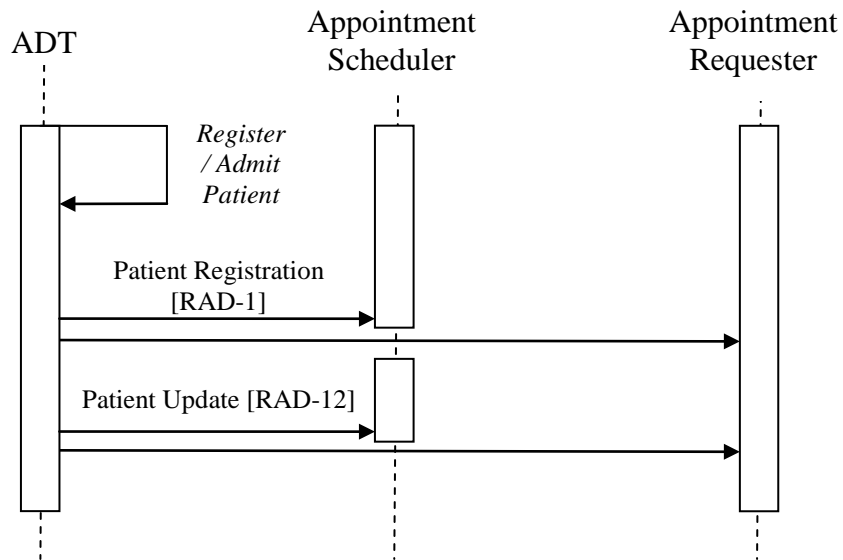 ADT
Appointment
Scheduler
Appointment
Requester
Register
/ Admit
Patient
Patient Registration
[RAD-1]
Patient Update [RAD-12]